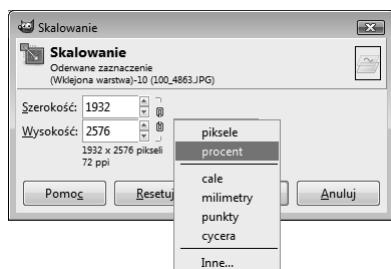 Skalowanie
Skalowanie
Oderwane zaznaczenie
(Wklejona warstwa)-10 (100_4863.JPG)
Szerokość: 1932
Wysokość: 2576
1932 x 2576 pikseli
72 ppi
piksele
procent
cale
milimetry
punkty
cycera
Inne...
Pomoc Resetuj Anuluj